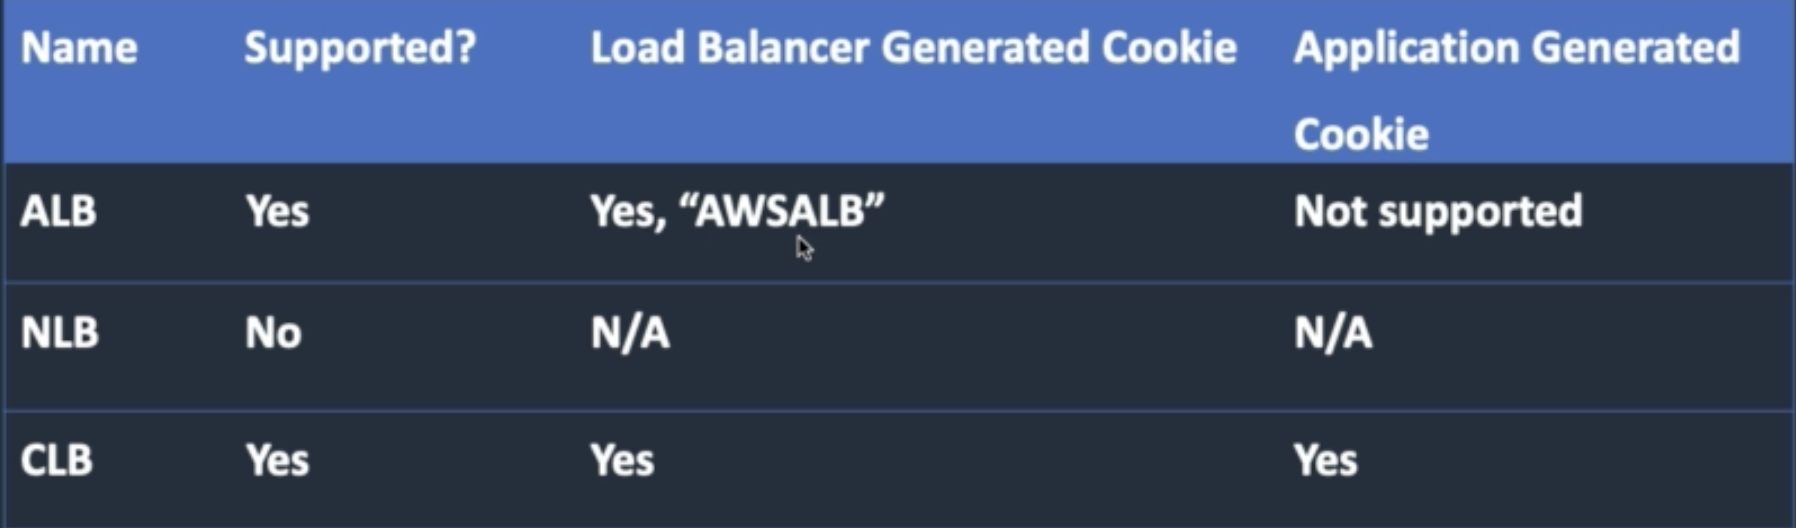 Name Supported? Load Balancer Generated Cookie Application Generated
Cookie
ALB Yes Yes, “AWSALB” Not supported
NLB No N/A N/A
CLB Yes Yes Yes